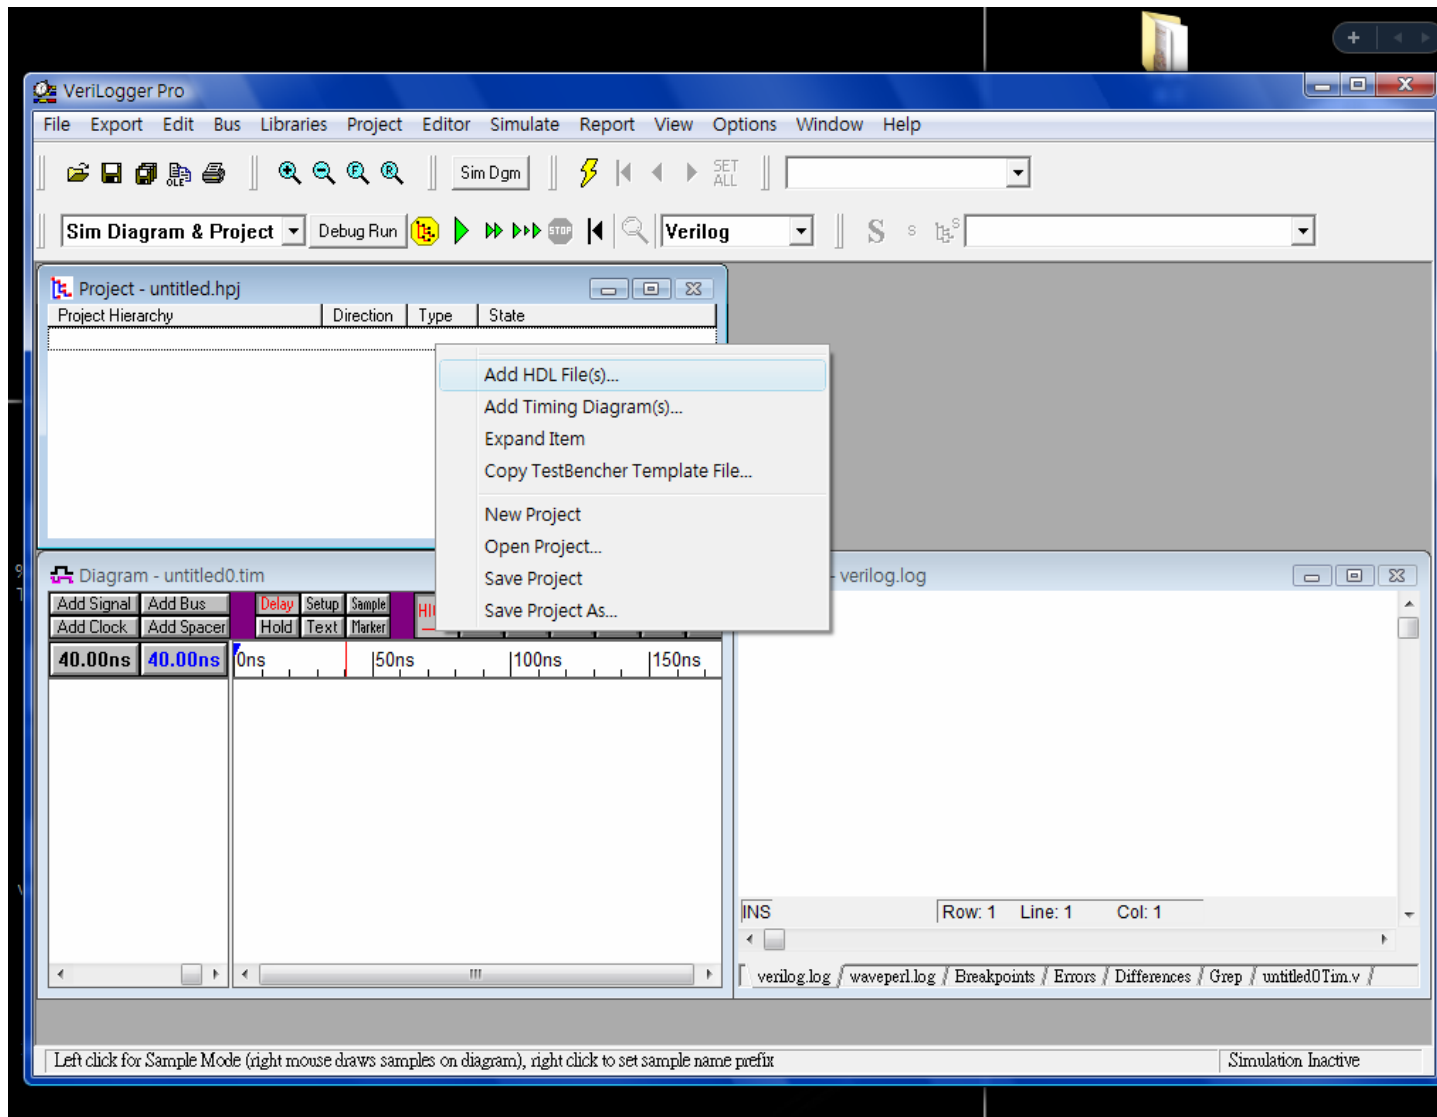 VeriLogger Pro
File Export Edit Bus Libraries Project Editor Simulate Report View Options Window Help
OLE Sim Dgm SET ALL
Sim Diagram & Project Debug Run STOP Verilog S s S
Project - untitled.hpj
Project Hierarchy Direction Type State
Add HDL File(s)...
Add Timing Diagram(s)...
Expand Item
Copy TestBencher Template File...
New Project
Open Project...
Save Project
Save Project As...
Diagram - untitled0.tim
- verilog.log
Add Signal Add Bus Delay Setup Sample
Add Clock Add Spacer Hold Text Marker
40.00ns 40.00ns 0ns 50ns 100ns 150ns
INS Row: 1 Line: 1 Col: 1
verilog.log waveperl.log Breakpoints Errors Differences Grep untitled0Tim.v
Left click for Sample Mode (right mouse draws samples on diagram), right click to set sample name prefix Simulation Inactive